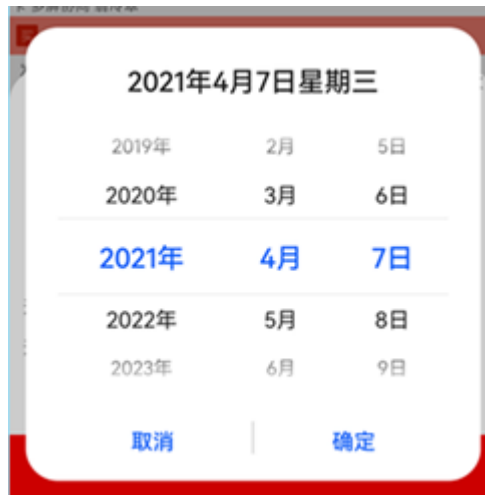 2021年4月7日星期三
2019年 2月 5日
2020年 3月 6日
2021年 4月 7日
2022年 5月 8日
2023年 6月 9日
取消 确定